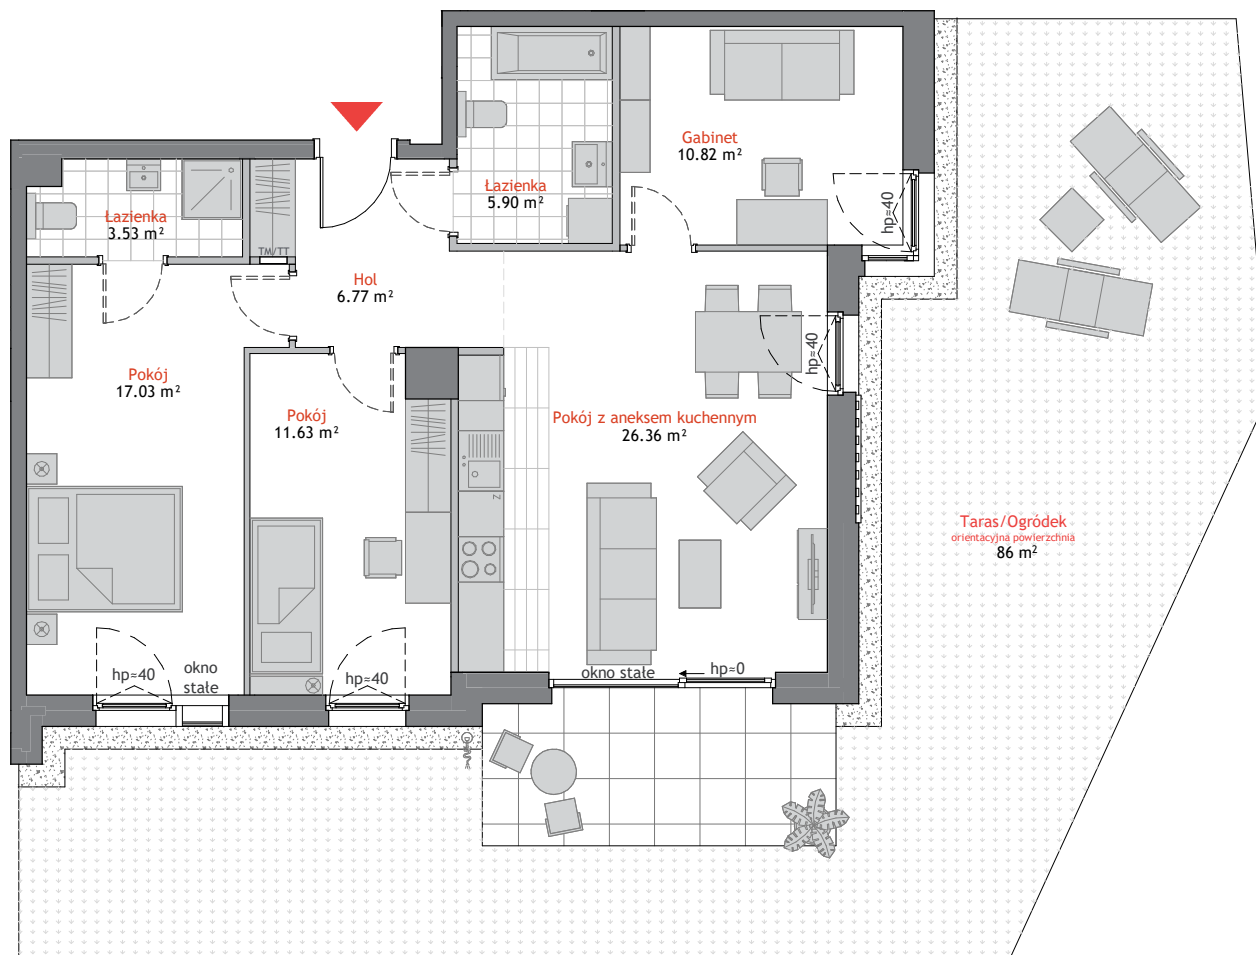 Gabinet
10.82 m²
Łazienka
5.90 m²
hp≈40
Łazienka
3.53 m²
TM/TT
Hol
6.77 m²
hp≈40
Pokój
17.03 m²
Pokój
11.63 m²
Pokój z aneksem kuchennym
26.36 m²
Z
Taras/Ogródek
orientacyjna powierzchnia
86 m²
hp≈40
okno
stałe
hp≈40
okno stałe
hp≈0